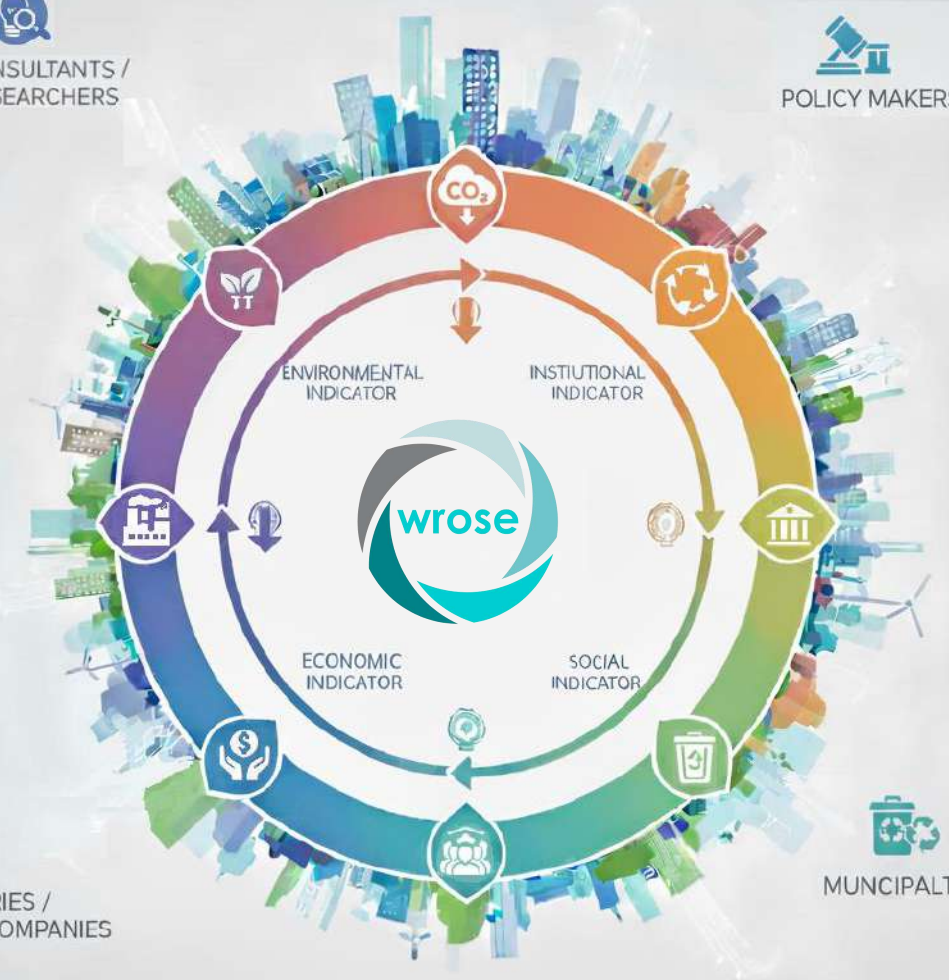 NSULTANTS /
SEARCHERS
POLICY MAKERS
CO₂
ENVIRONMENTAL
INDICATOR
INSTIUTIONAL
INDICATOR
wrose
ECONOMIC
INDICATOR
SOCIAL
INDICATOR
$
RIES /
OMPANIES
MUNCIPALT